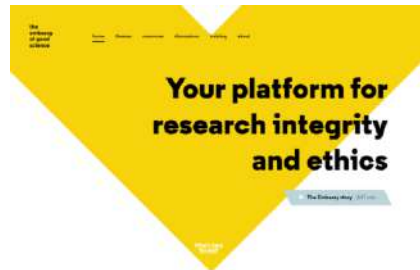 the
embassy
of good
science
home themes resources discussions training about
Your platform for
research integrity
and ethics
The Embassy story